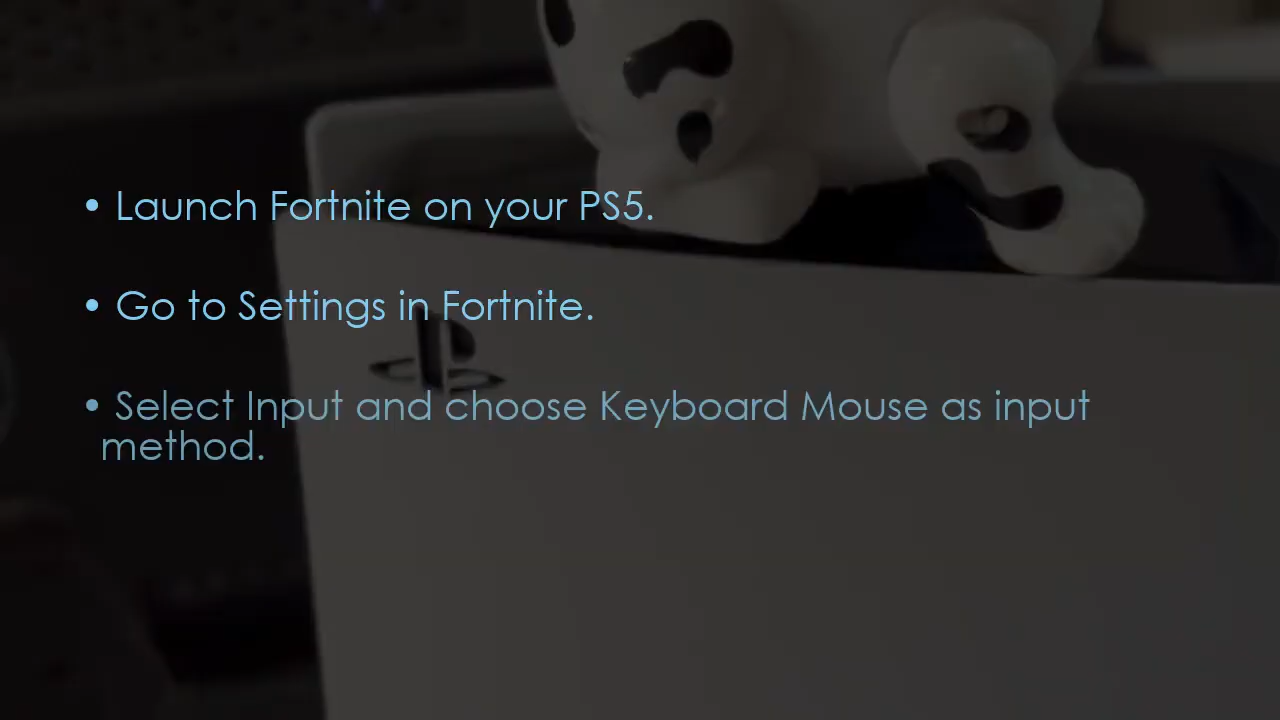 • Launch Fortnite on your PS5.
• Go to Settings in Fortnite.
• Select Input and choose Keyboard Mouse as input
method.